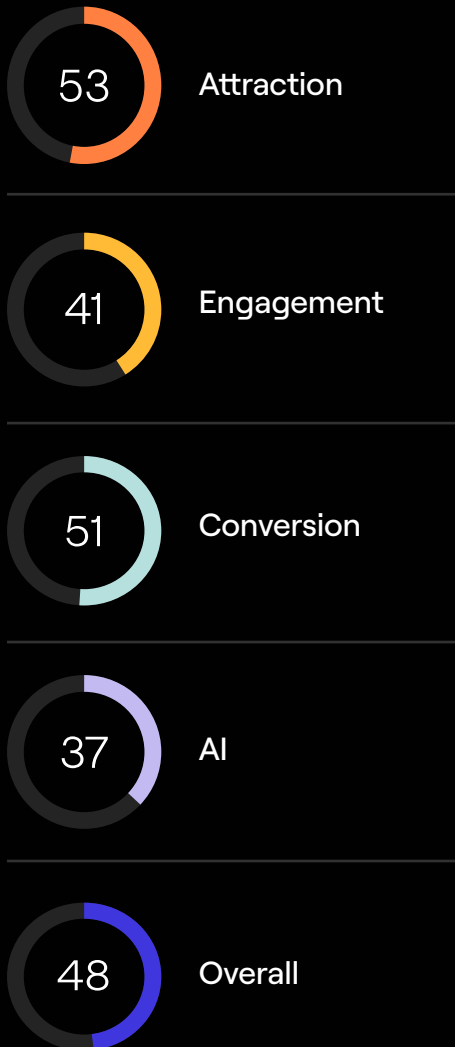 53 Attraction
41 Engagement
51 Conversion
37 AI
48 Overall